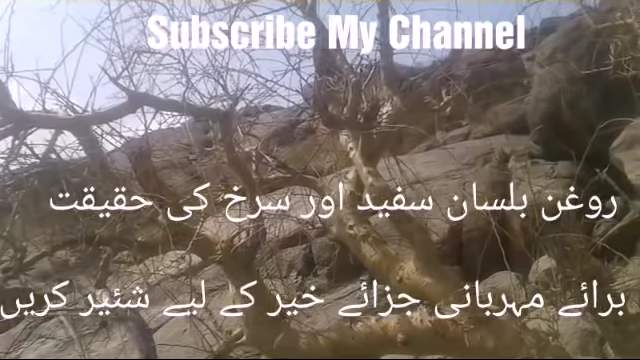 Subscribe My Channel
روغن بلسان سفید اور سرخ کی حقیقت
برائے مہربانی جزائے خیر کے لیے شئیر کریں